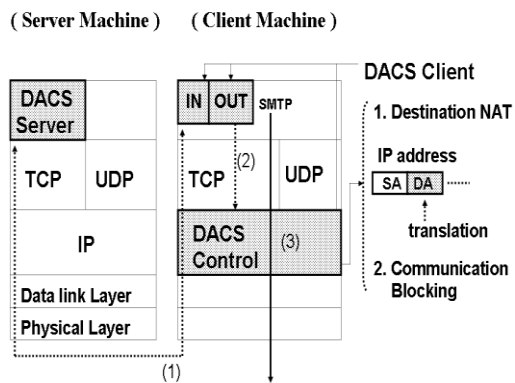 ( Server Machine )
( Client Machine )
DACS Server
TCP
UDP
IP
Data link Layer
Physical Layer
(1)
IN
OUT
SMTP
(2)
TCP
UDP
DACS Control
(3)
DACS Client
1. Destination NAT
IP address
SA
DA
translation
2. Communication
Blocking